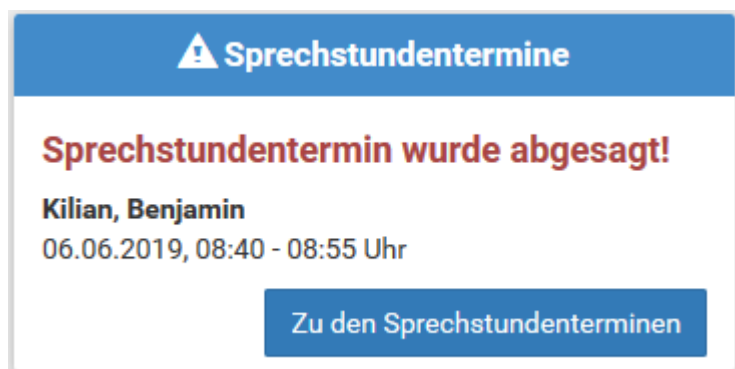 Sprechstundentermine
Sprechstundentermin wurde abgesagt!
Kilian, Benjamin
06.06.2019, 08:40 - 08:55 Uhr
Zu den Sprechstundenterminen